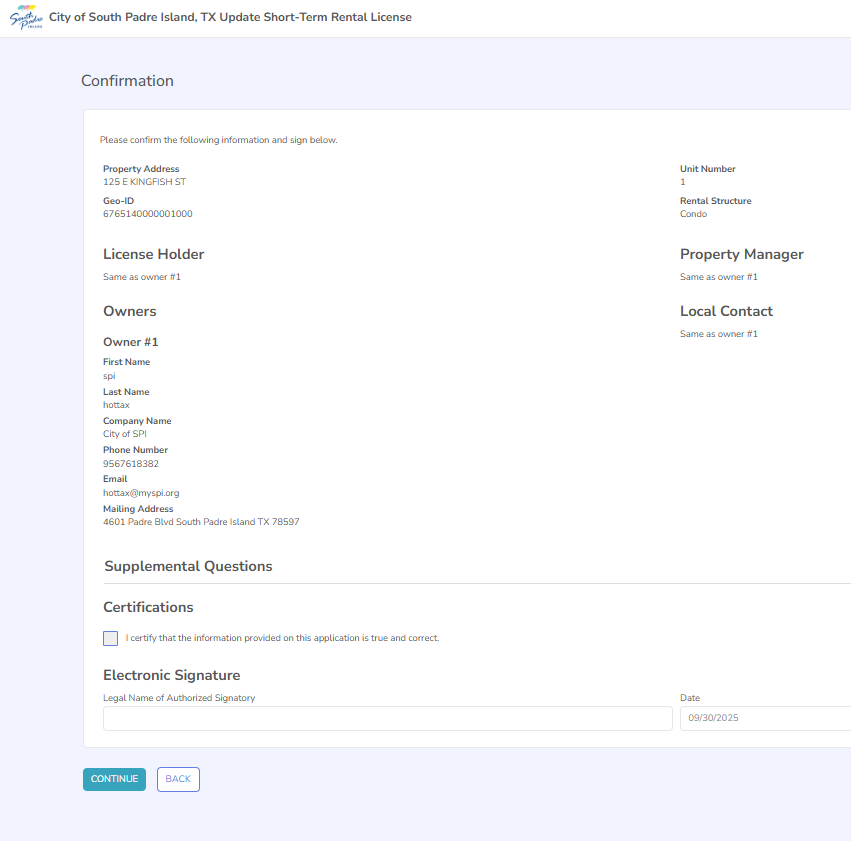 South
Padre
ISLAND
City of South Padre Island, TX Update Short-Term Rental License
Confirmation
Please confirm the following information and sign below.
Property Address
125 E KINGFISH ST
Unit Number
1
Geo-ID
6765140000001000
Rental Structure
Condo
License Holder
Same as owner #1
Property Manager
Same as owner #1
Owners
Local Contact
Same as owner #1
Owner #1
First Name
spi
Last Name
hottax
Company Name
City of SPI
Phone Number
9567618382
Email
hottax@myspi.org
Mailing Address
4601 Padre Blvd South Padre Island TX 78597
Supplemental Questions
Certifications
I certify that the information provided on this application is true and correct.
Electronic Signature
Legal Name of Authorized Signatory
Date
09/30/2025
CONTINUE
BACK